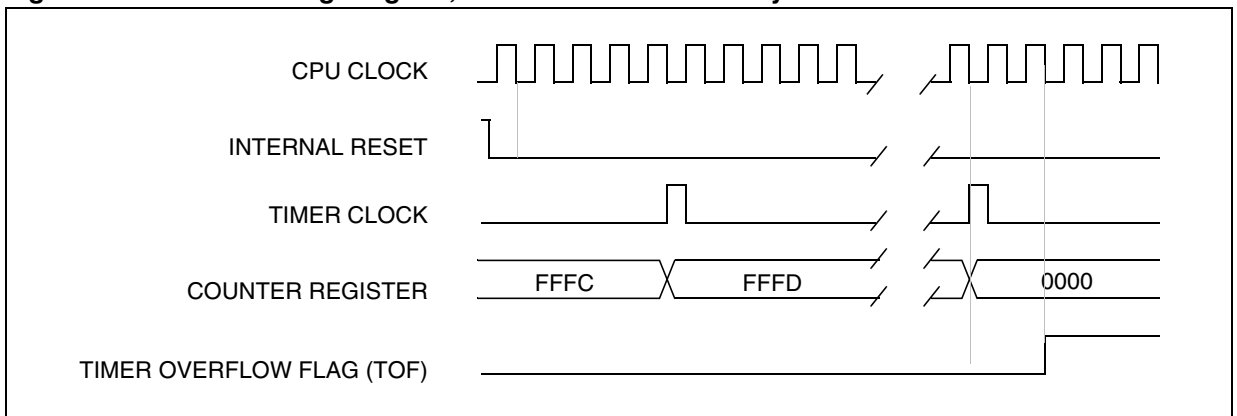 CPU CLOCK
INTERNAL RESET
TIMER CLOCK
COUNTER REGISTER
FFFC
FFFD
0000
TIMER OVERFLOW FLAG (TOF)